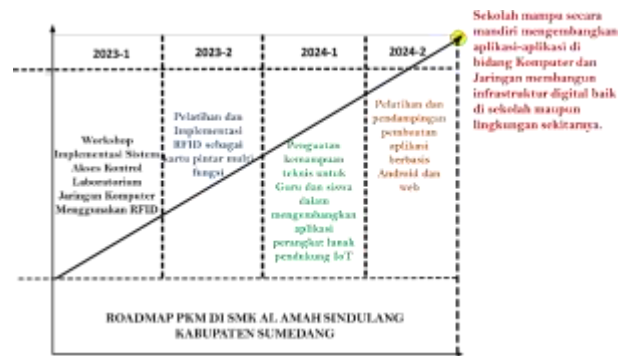 2023-1
2023-2
2024-1
2024-2
Sekolah mampu secara
mandiri mengembangkan
aplikasi-aplikasi di
bidang Komputer dan
Jaringan membangun
infrastruktur digital baik
di sekolah maupun
lingkungan sekitarnya.
Workshop
Implementasi Sistem
Akses Kontrol
Laboratorium
Jaringan Komputer
Menggunakan RFID
Pelatihan dan
Implementasi
RFID sebagai
kartu pintar multi
fungsi
Penguatan
kemampuan
teknis untuk
Guru dan siswa
dalam
mengembangkan
aplikasi
perangkat lunak
pendukung IoT
Pelatihan dan
pendampingan
pembuatan
aplikasi
berbasis
Android dan
web
ROADMAP PKM DI SMK AL AMAH SINDULANG
KABUPATEN SUMEDANG